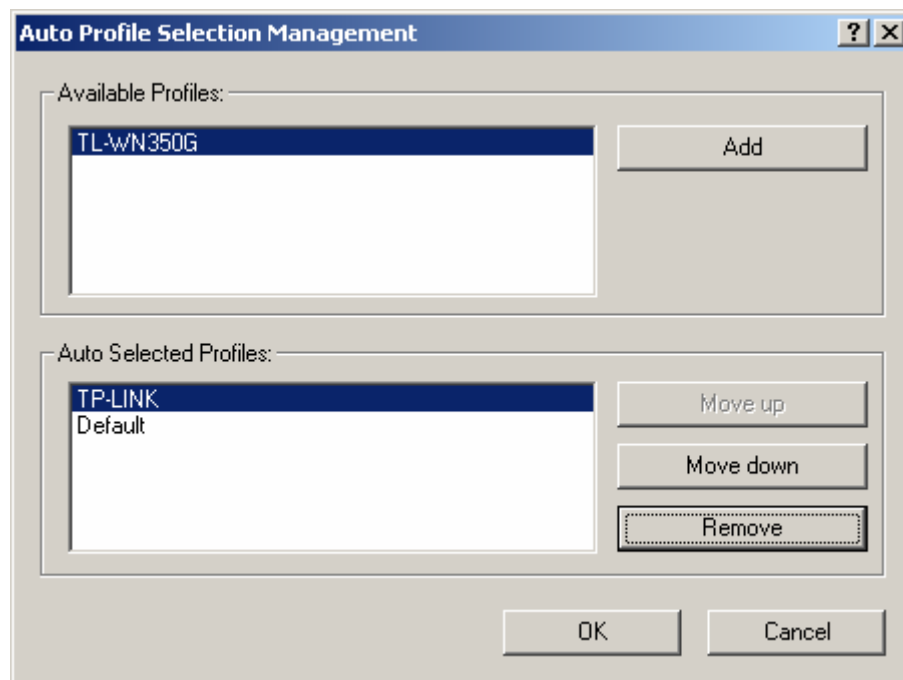 Auto Profile Selection Management
Available Profiles:
TL-WN350G
Add
Auto Selected Profiles:
TP-LINK
Default
Move up
Move down
Remove
OK
Cancel